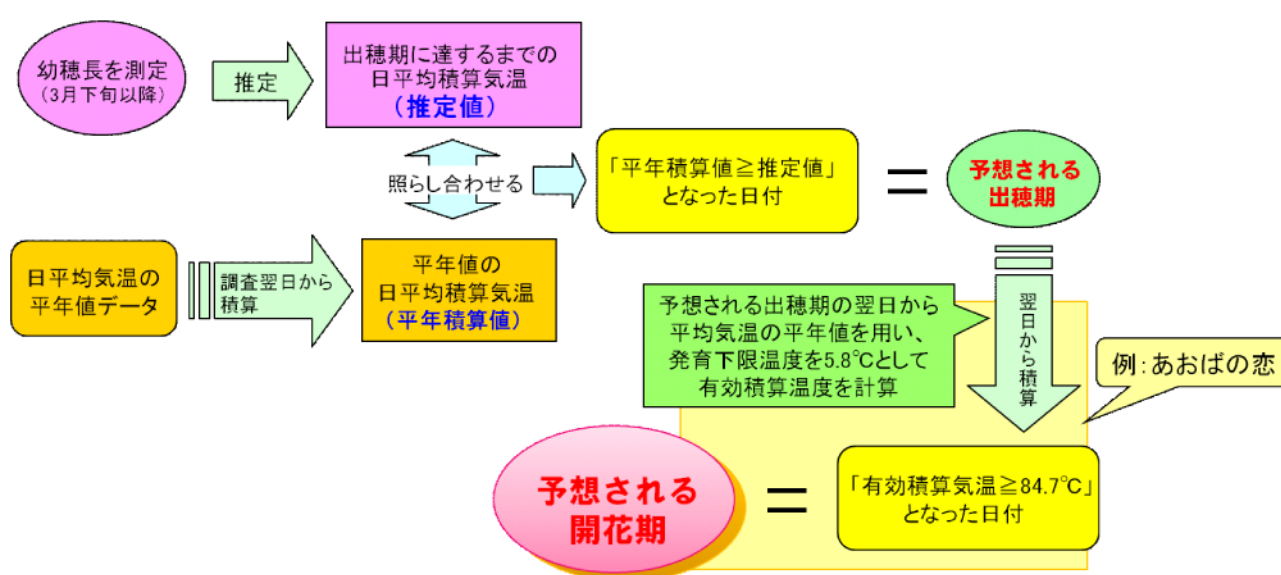 幼穂長を測定
(3月下旬以降)
推定
出穂期に達するまでの
日平均積算気温
(推定値)
照らし合わせる
「平年積算値≧推定値」
となった日付
=
予想される
出穂期
日平均気温の
平年値データ
調査翌日から
積算
平年値の
日平均積算気温
(平年積算値)
予想される出穂期の翌日から
平均気温の平年値を用い、
発育下限温度を5.8℃として
有効積算温度を計算
翌日から積算
例:あおばの恋
予想される
開花期
=
「有効積算気温≧84.7℃」
となった日付